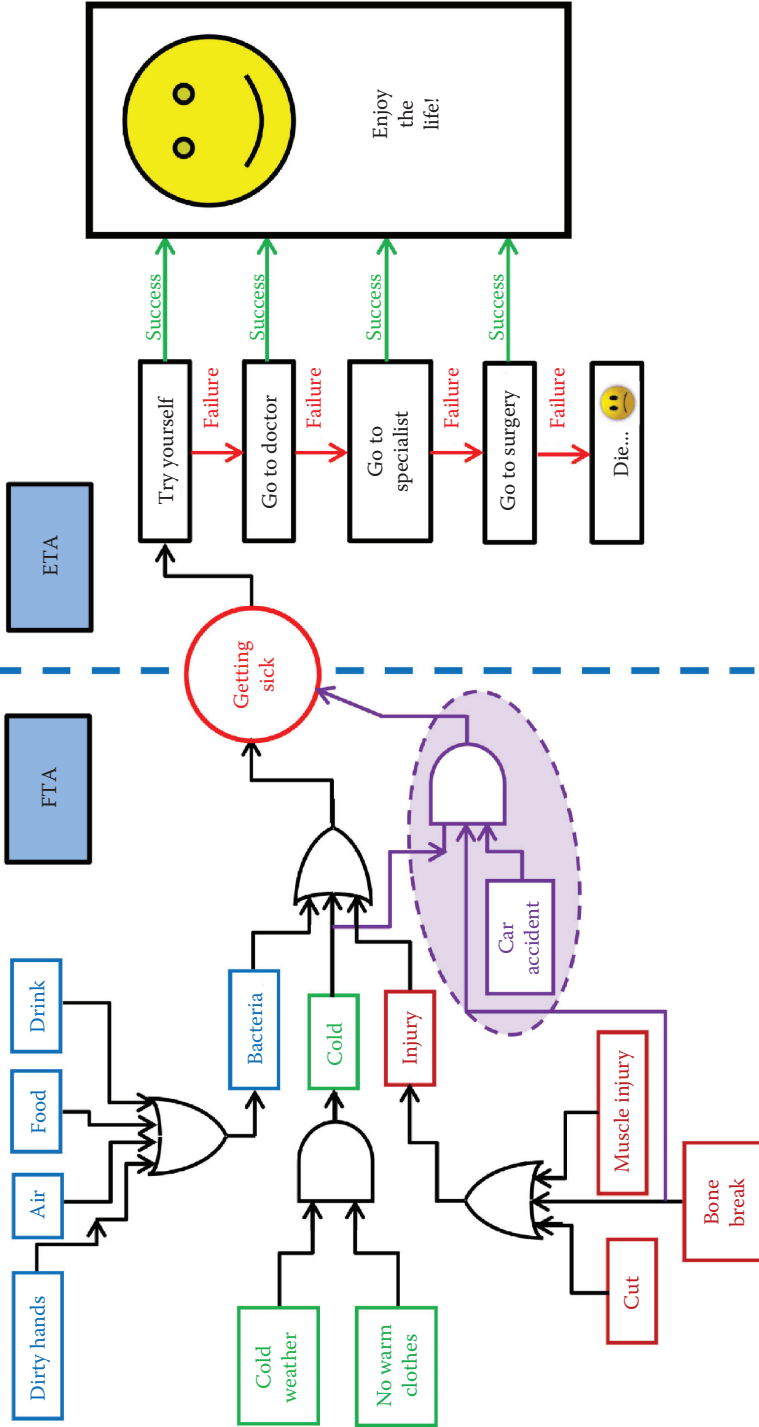 FTA
ETA
Dirty hands
Air
Food
Drink
Bacteria
Cold
weather
No warm
clothes
Cold
Injury
Cut
Bone
break
Muscle injury
Car
accident
Getting
sick
Try yourself
Failure
Go to doctor
Failure
Go to
specialist
Failure
Go to surgery
Failure
Die...
Success
Success
Success
Success
Enjoy
the
life!